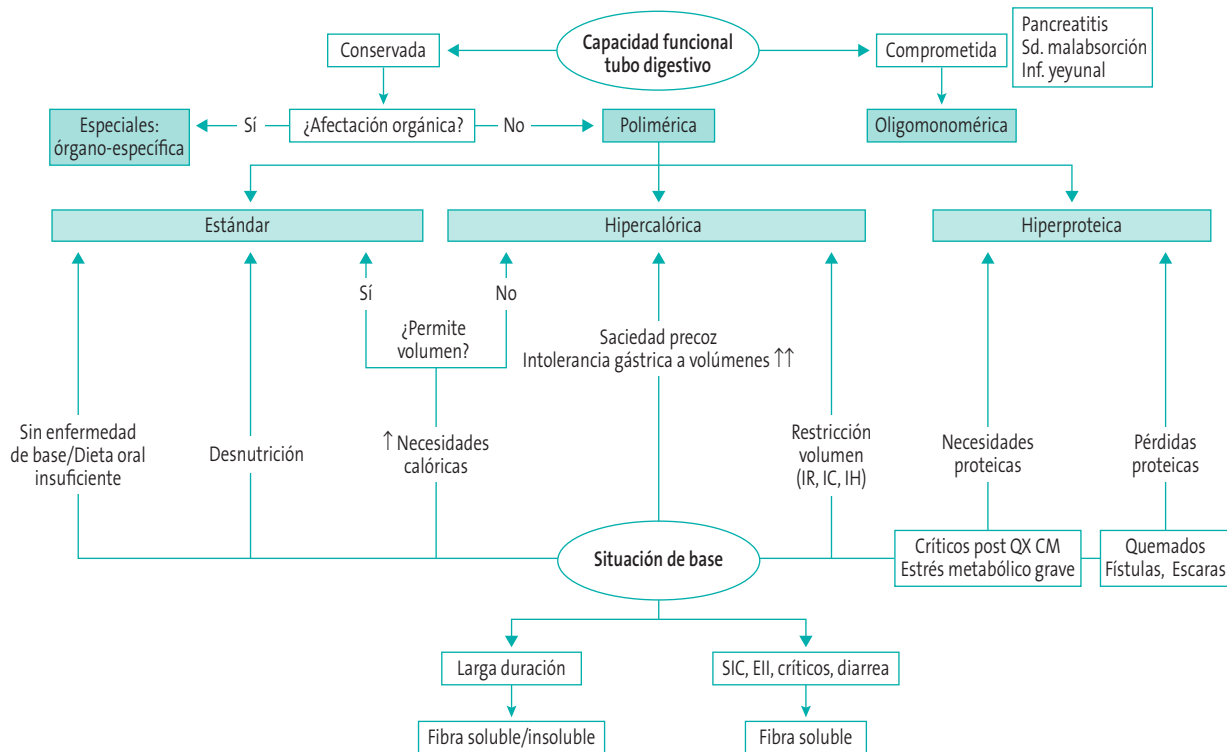 Capacidad funcional
tubo digestivo
Conservada
Comprometida
Pancreatitis
Sd. malabsorción
Inf. yeyunal
Especiales:
órgano-específica
Sí
¿Afectación orgánica?
No
Polimérica
Oligomonomérica
Estándar
Hipercalórica
Hiperproteica
Sí
No
¿Permite
volumen?
Saciedad precoz
Intolerancia gástrica a volúmenes ↑↑
Sin enfermedad
de base/Dieta oral
insuficiente
Desnutrición
↑ Necesidades
calóricas
Restricción
volumen
(IR, IC, IH)
Necesidades
proteicas
Pérdidas
proteicas
Situación de base
Críticos post QX CM
Estrés metabólico grave
Quemados
Fístulas, Escaras
Larga duración
SIC, EII, críticos, diarrea
Fibra soluble/insoluble
Fibra soluble